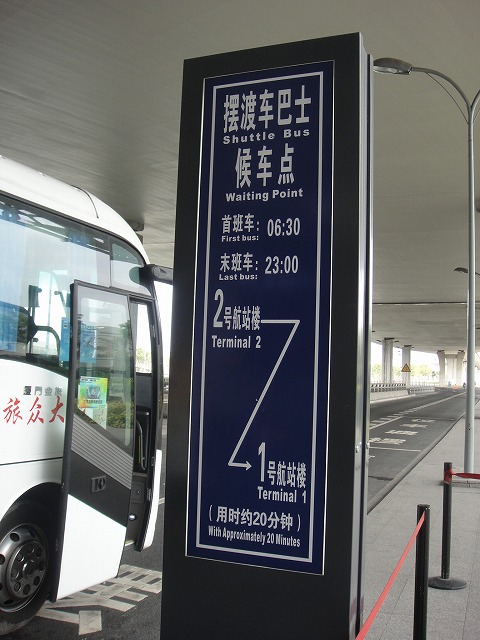 摆渡车巴士
Shuttle Bus
候车点
Waiting Point
首班车: 06:30
First bus:
末班车: 23:00
Last bus:
2号航站楼
Terminal 2
1号航站楼
Terminal 1
(用时约20分钟)
With Approximately 20 Minutes
大众旅